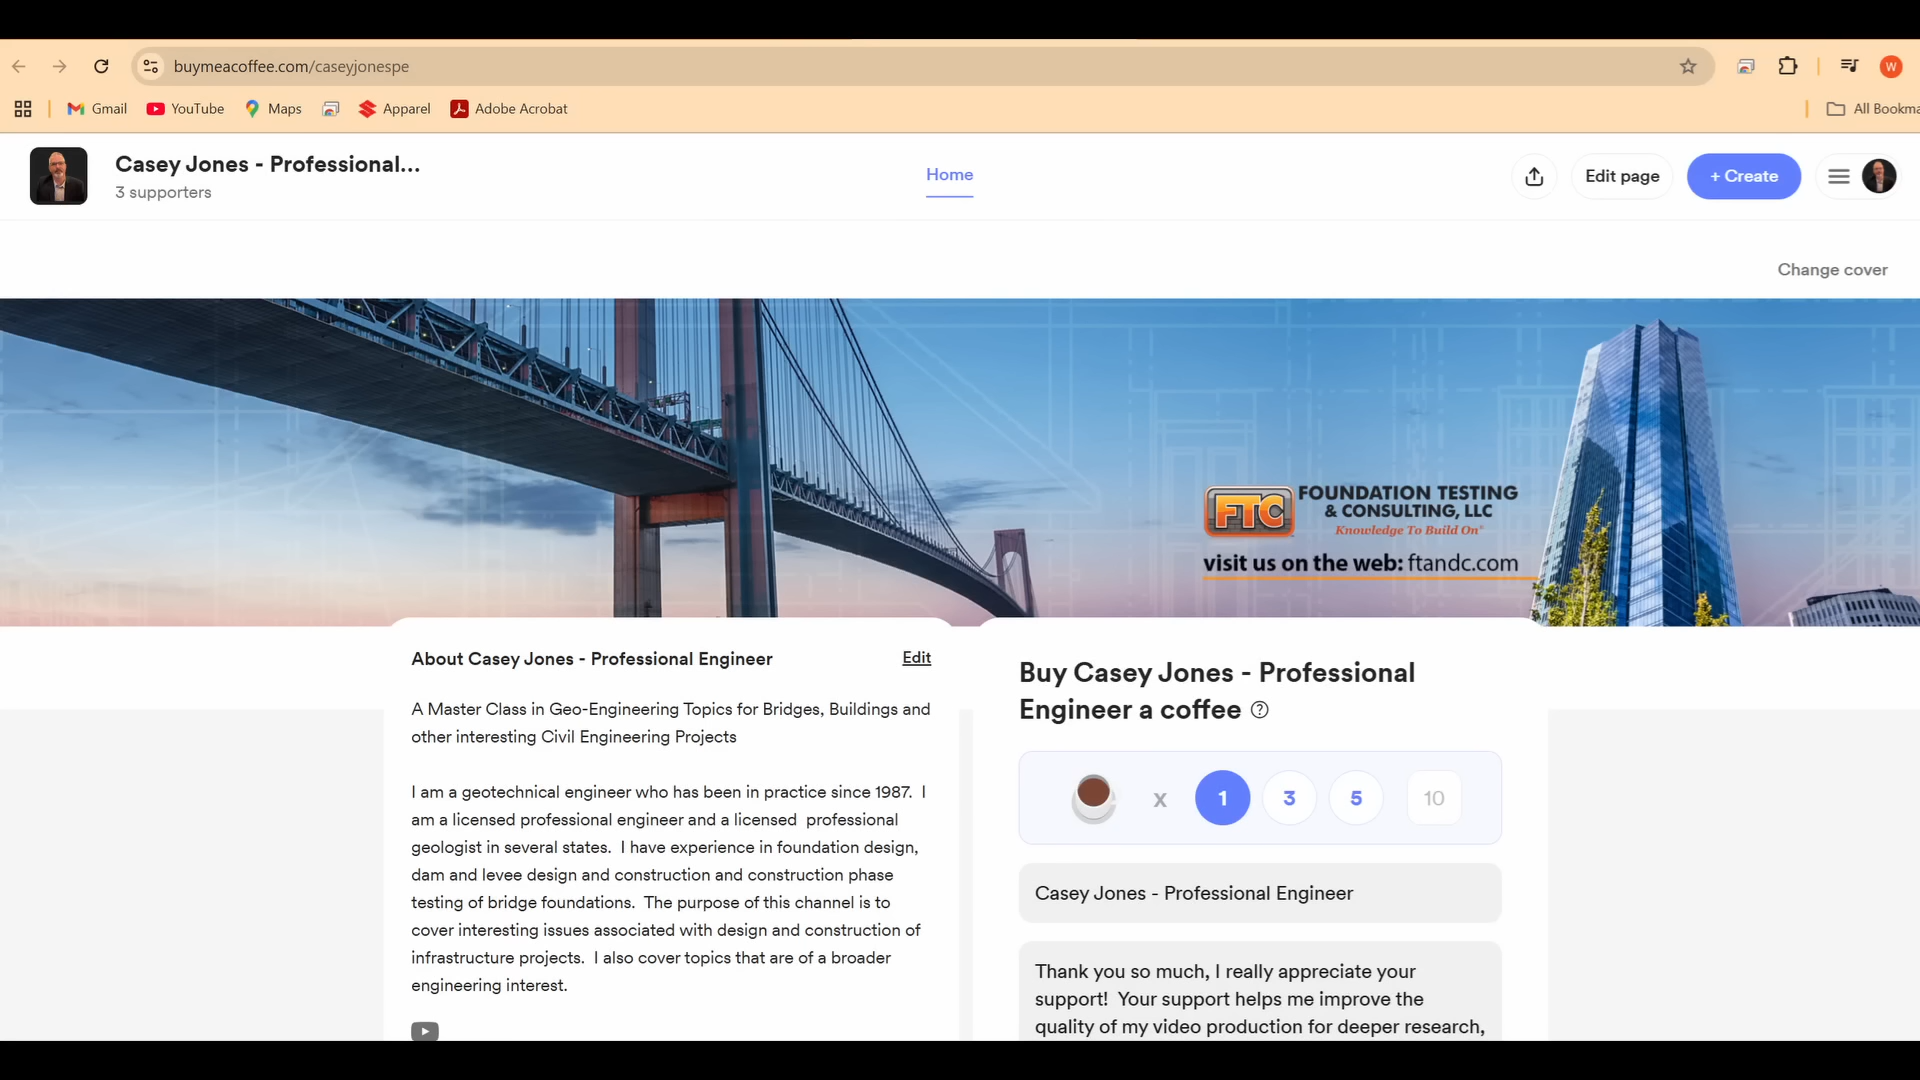 buymeacoffee.com/caseyjonespe
W
Gmail
YouTube
Maps
Apparel
Adobe Acrobat
All Bookma
Casey Jones - Professional...
3 supporters
Home
Edit page
+ Create
Change cover
FTC
FOUNDATION TESTING
& CONSULTING, LLC
Knowledge To Build On®
visit us on the web: ftandc.com
About Casey Jones - Professional Engineer
Edit
A Master Class in Geo-Engineering Topics for Bridges, Buildings and
other interesting Civil Engineering Projects
I am a geotechnical engineer who has been in practice since 1987.  I
am a licensed professional engineer and a licensed  professional
geologist in several states.  I have experience in foundation design,
dam and levee design and construction and construction phase
testing of bridge foundations.  The purpose of this channel is to
cover interesting issues associated with design and construction of
infrastructure projects.  I also cover topics that are of a broader
engineering interest.
Buy Casey Jones - Professional
Engineer a coffee ?
x 1 3 5 10
Casey Jones - Professional Engineer
Thank you so much, I really appreciate your
support!  Your support helps me improve the
quality of my video production for deeper research,